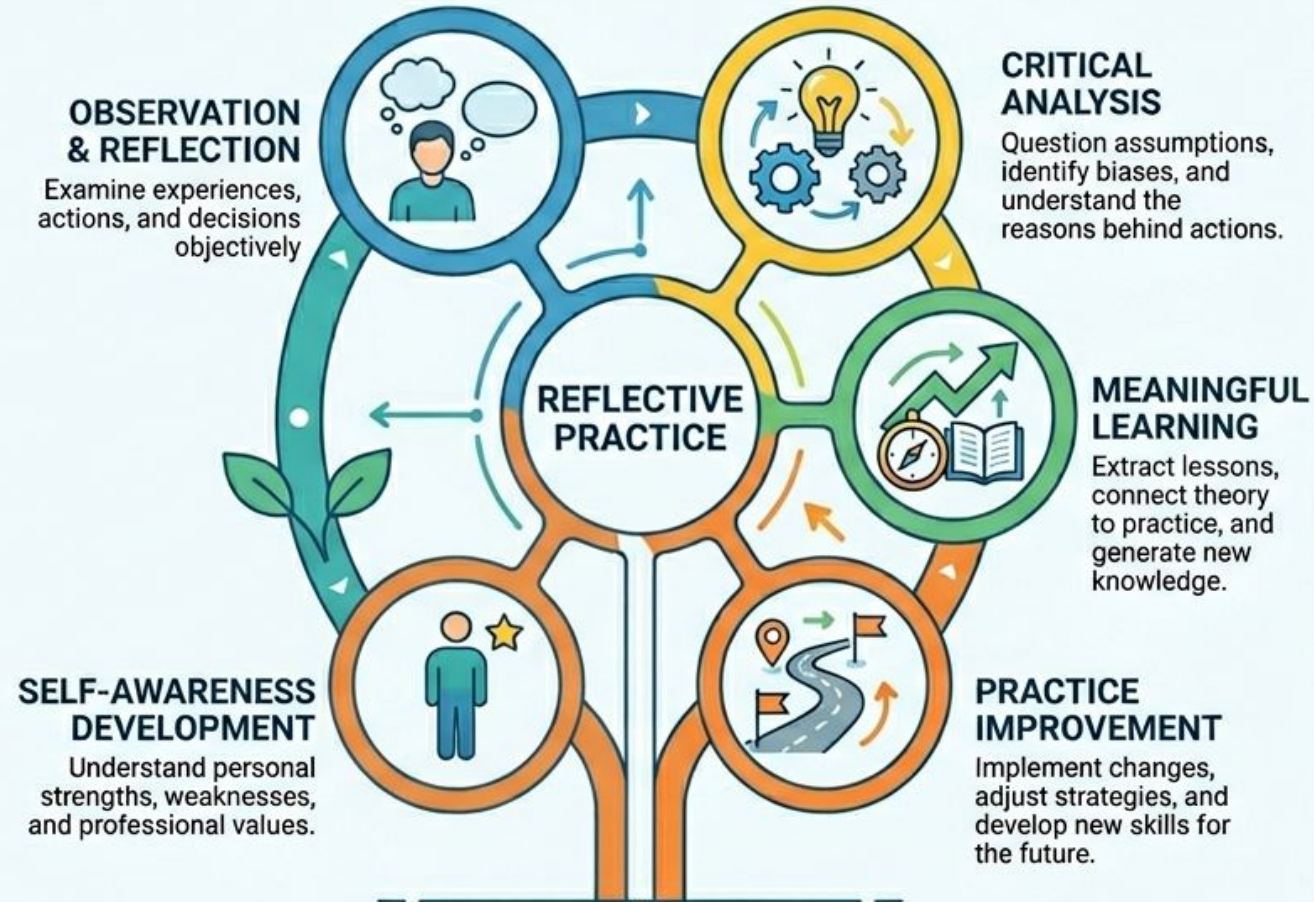 OBSERVATION
& REFLECTION
Examine experiences,
actions, and decisions
objectively
CRITICAL
ANALYSIS
Question assumptions,
identify biases, and
understand the
reasons behind actions.
REFLECTIVE
PRACTICE
MEANINGFUL
LEARNING
Extract lessons,
connect theory
to practice, and
generate new
knowledge.
SELF-AWARENESS
DEVELOPMENT
Understand personal
strengths, weaknesses,
and professional values.
PRACTICE
IMPROVEMENT
Implement changes,
adjust strategies, and
develop new skills for
the future.